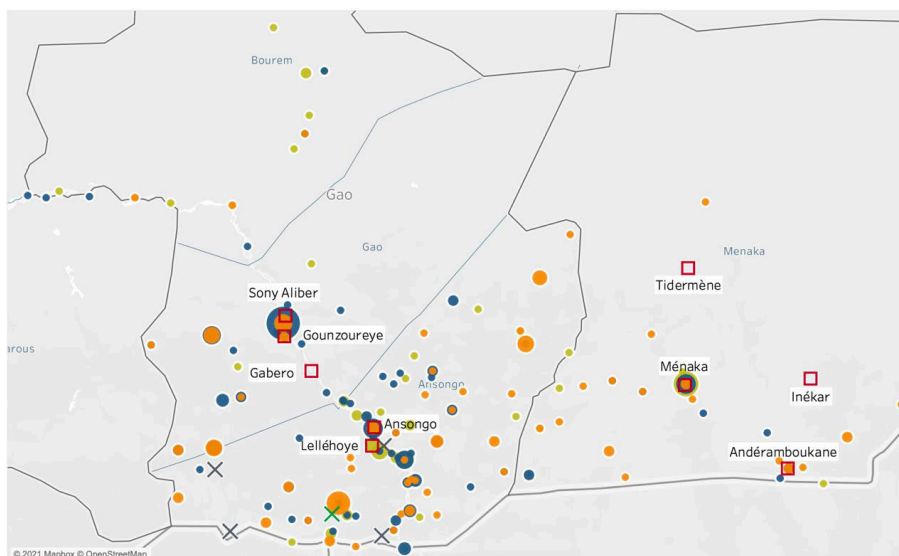 Bourem
Gao
Gao
Menaka
Tidermène
Sony Aliber
Gounzoureye
arous
Gabero
Ansongo
Ménaka
Inékar
Ansongo
Lelléhoye
Andéramboukane
© 2021 Mapbox © OpenStreetMap